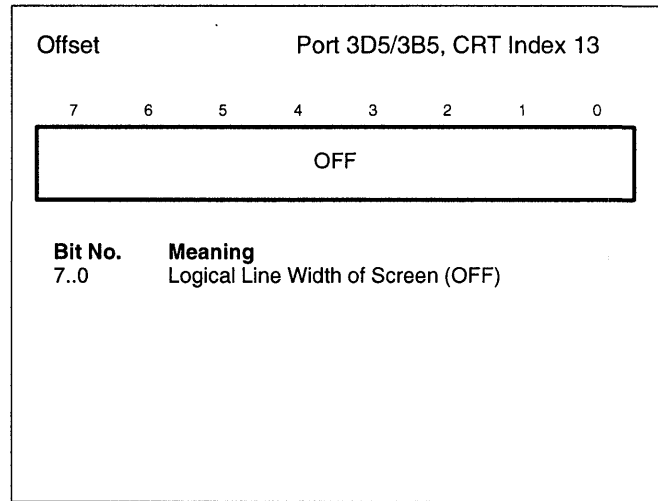 Offset Port 3D5/3B5, CRT Index 13
7 6 5 4 3 2 1 0
OFF
Bit No. Meaning
7..0 Logical Line Width of Screen (OFF)